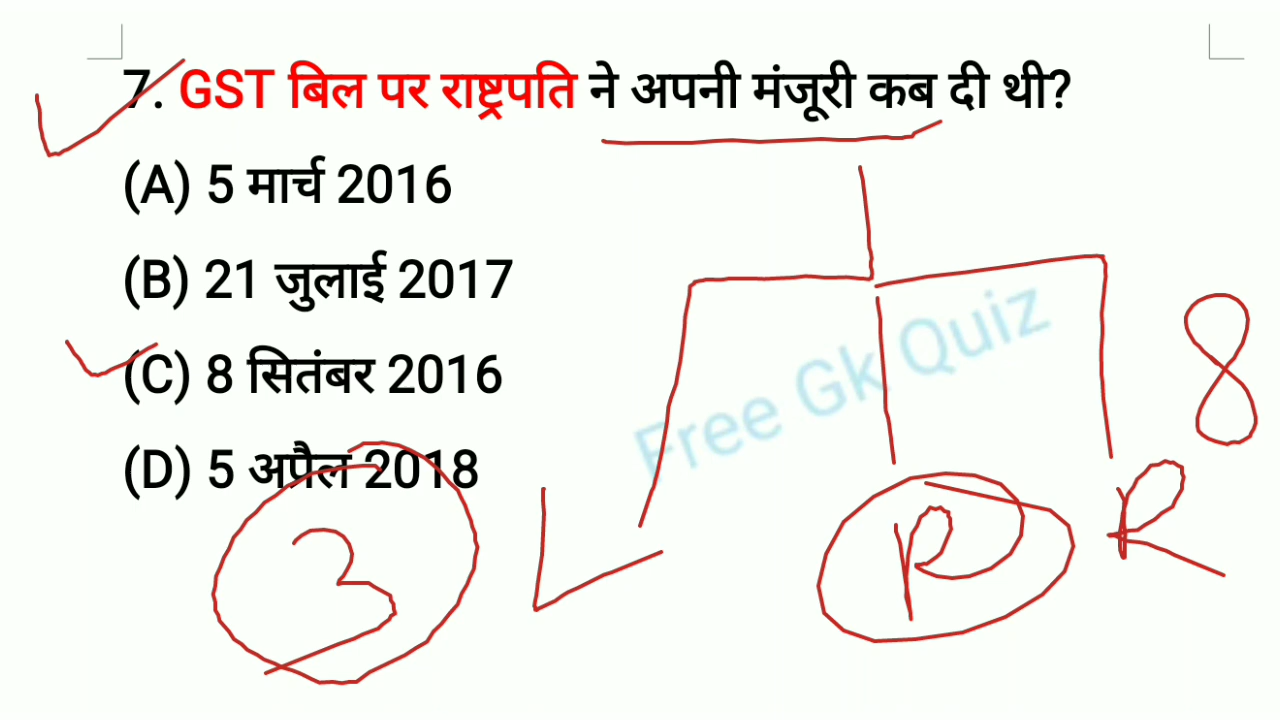 7. GST बिल पर राष्ट्रपति ने अपनी मंजूरी कब दी थी?
(A) 5 मार्च 2016
(B) 21 जुलाई 2017
(C) 8 सितंबर 2016
(D) 5 अप्रैल 2018
Free Gk Quiz
8
3
L
P
R